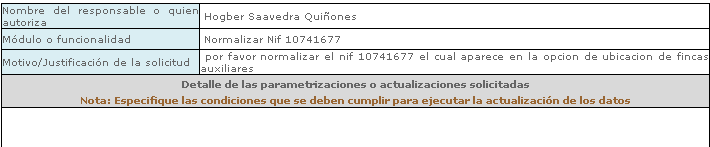 Nombre del responsable o quien autoriza
Hogber Saavedra Quiñones
Módulo o funcionalidad
Normalizar Nif 10741677
Motivo/Justificación de la solicitud
por favor normalizar el nif 10741677 el cual aparece en la opcion de ubicacion de fincas
auxiliares
Detalle de las parametrizaciones o actualizaciones solicitadas
Nota: Especifique las condiciones que se deben cumplir para ejecutar la actualización de los datos